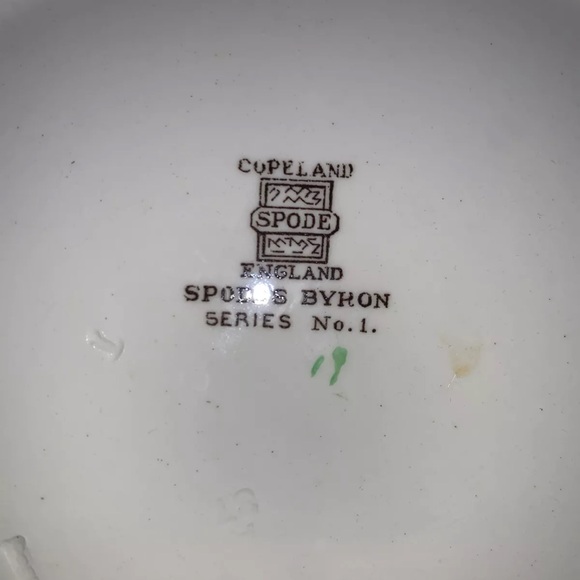 COPELAND
SPODE
ENGLAND
SPODE'S BYRON
SERIES No. 1.
19